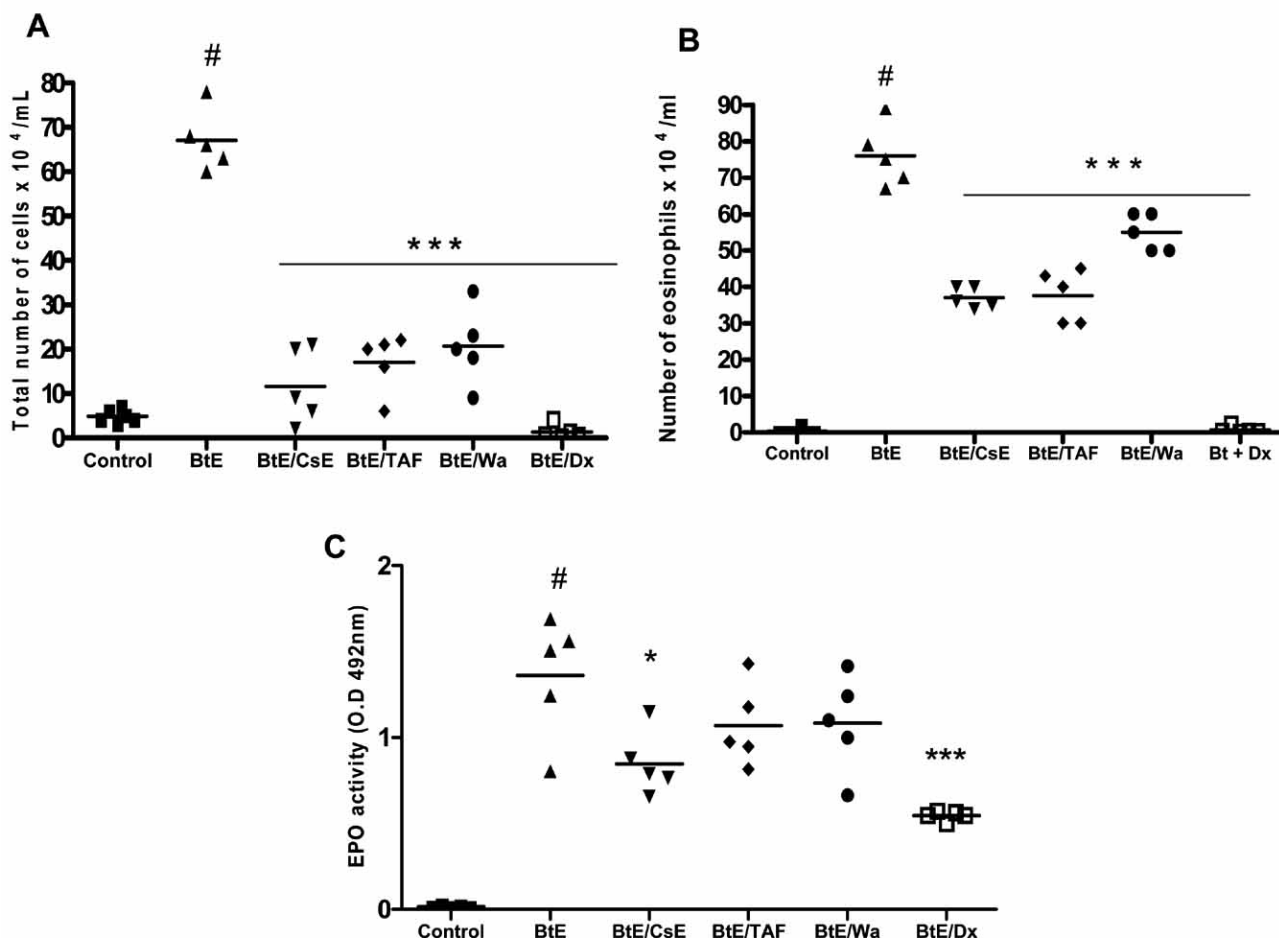 A
Total number of cells x 10 4 /mL
80
70
60
50
40
30
20
10
0
#
* * *
Control BtE BtE/CsE BtE/TAF BtE/Wa BtE/Dx
B
Number of eosinophils x 10 4 /ml
90
80
70
60
50
40
30
20
10
0
#
* * *
Control BtE BtE/CsE BtE/TAF BtE/Wa Bt + Dx
C
EPO activity (O.D 492nm)
2
1
0
#
*
***
Control BtE BtE/CsE BtE/TAF BtE/Wa BtE/Dx